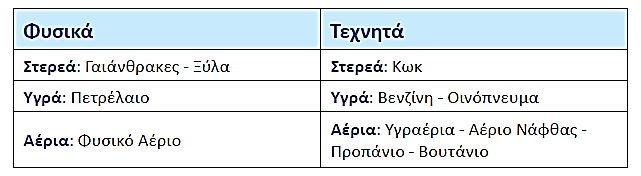 Φυσικά
Τεχνητά
Στερεά: Γαιάνθρακες - Ξύλα
Στερεά: Κωκ
Υγρά: Πετρέλαιο
Υγρά: Βενζίνη - Οινόπνευμα
Αέρια: Φυσικό Αέριο
Αέρια: Υγραέρια - Αέριο Νάφθας -
Προπάνιο - Βουτάνιο